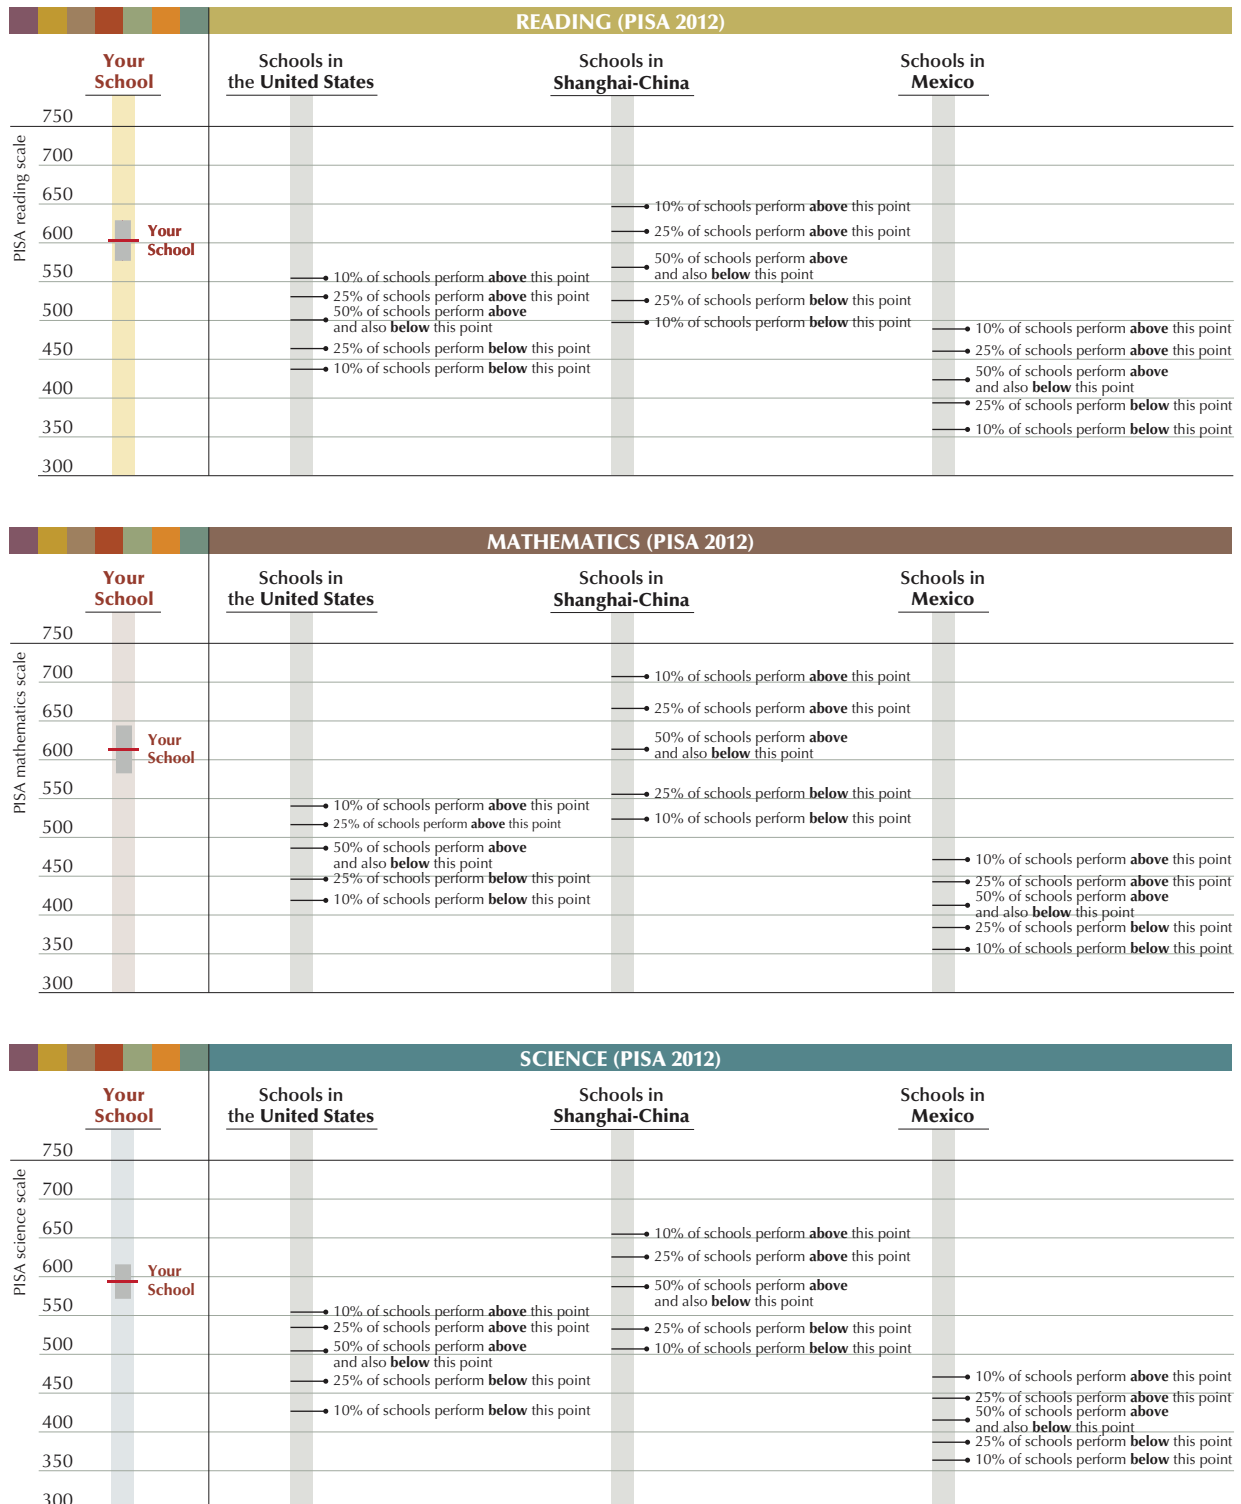 READING (PISA 2012)
Your
School
Schools in
the United States
Schools in
Shanghai-China
Schools in
Mexico
PISA reading scale
750
700
650
600
550
500
450
400
350
300
Your
School
10% of schools perform above this point
25% of schools perform above this point
50% of schools perform above
and also below this point
25% of schools perform below this point
10% of schools perform below this point
10% of schools perform above this point
25% of schools perform above this point
50% of schools perform above
and also below this point
25% of schools perform below this point
10% of schools perform below this point
10% of schools perform above this point
25% of schools perform above this point
50% of schools perform above
and also below this point
25% of schools perform below this point
10% of schools perform below this point
MATHEMATICS (PISA 2012)
Your
School
Schools in
the United States
Schools in
Shanghai-China
Schools in
Mexico
PISA mathematics scale
750
700
650
600
550
500
450
400
350
300
Your
School
10% of schools perform above this point
25% of schools perform above this point
50% of schools perform above
and also below this point
25% of schools perform below this point
10% of schools perform below this point
10% of schools perform above this point
25% of schools perform above this point
50% of schools perform above
and also below this point
25% of schools perform below this point
10% of schools perform below this point
10% of schools perform above this point
25% of schools perform above this point
50% of schools perform above
and also below this point
25% of schools perform below this point
10% of schools perform below this point
SCIENCE (PISA 2012)
Your
School
Schools in
the United States
Schools in
Shanghai-China
Schools in
Mexico
PISA science scale
750
700
650
600
550
500
450
400
350
300
Your
School
10% of schools perform above this point
25% of schools perform above this point
50% of schools perform above
and also below this point
25% of schools perform below this point
10% of schools perform below this point
10% of schools perform above this point
25% of schools perform above this point
50% of schools perform above
and also below this point
25% of schools perform below this point
10% of schools perform below this point
10% of schools perform above this point
25% of schools perform above this point
50% of schools perform above
and also below this point
25% of schools perform below this point
10% of schools perform below this point